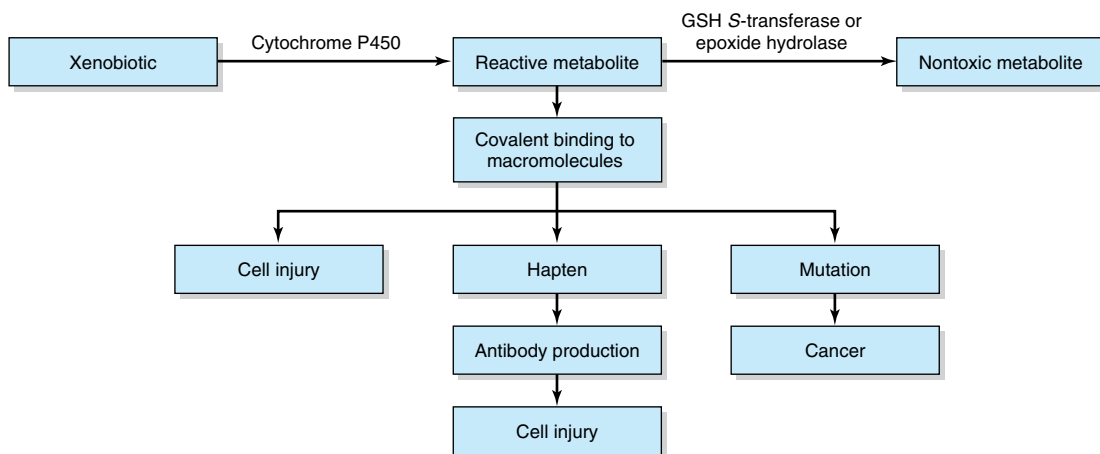 Xenobiotic
Cytochrome P450
Reactive metabolite
GSH S-transferase or
epoxide hydrolase
Nontoxic metabolite
Covalent binding to
macromolecules
Cell injury
Hapten
Mutation
Antibody production
Cancer
Cell injury